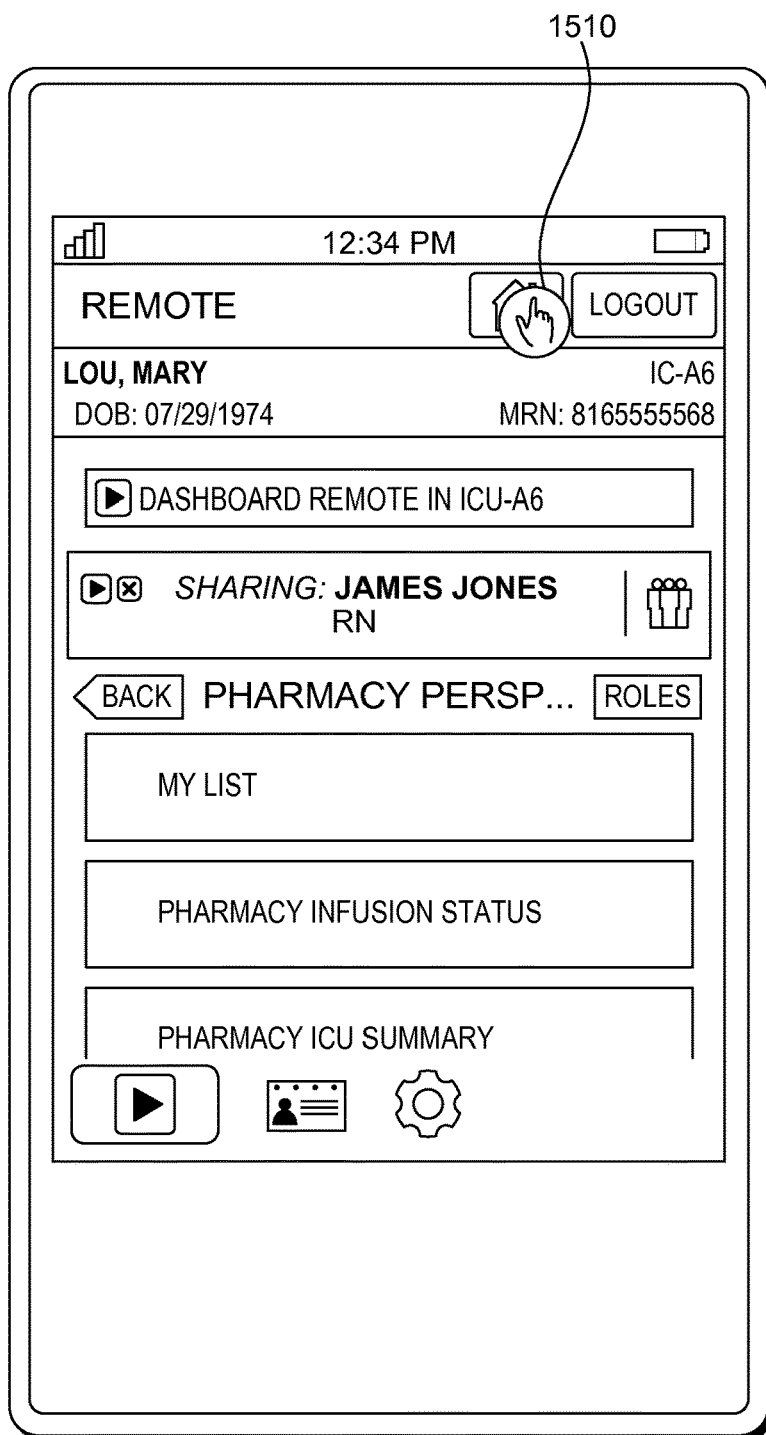 1510
12:34 PM
REMOTE
LOGOUT
LOU, MARY IC-A6
DOB: 07/29/1974 MRN: 8165555568
DASHBOARD REMOTE IN ICU-A6
SHARING: JAMES JONES
RN
BACK PHARMACY PERSP... ROLES
MY LIST
PHARMACY INFUSION STATUS
PHARMACY ICU SUMMARY